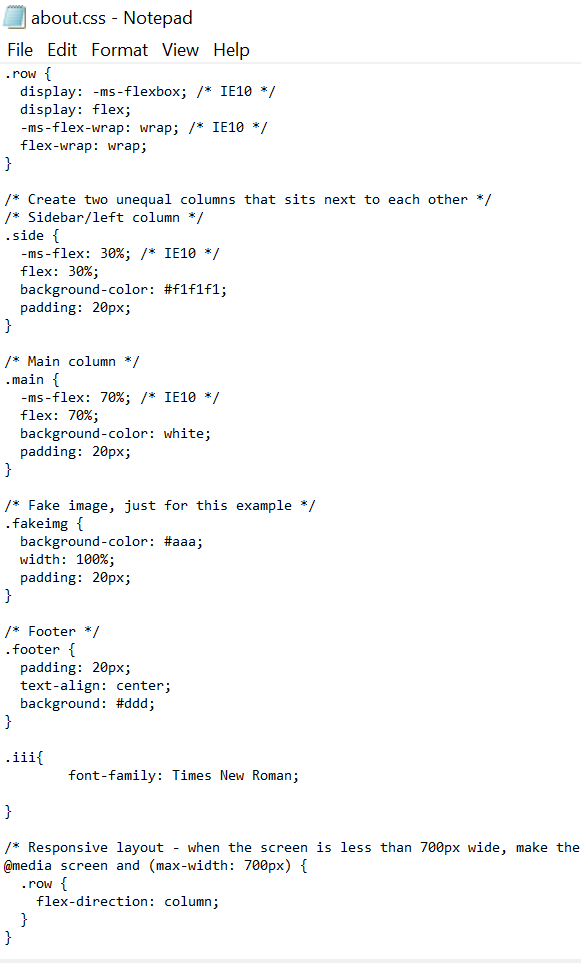 about.css - Notepad
File Edit Format View Help
.row {
  display: -ms-flexbox; /* IE10 */
  display: flex;
  -ms-flex-wrap: wrap; /* IE10 */
  flex-wrap: wrap;
}

/* Create two unequal columns that sits next to each other */
/* Sidebar/left column */
.side {
  -ms-flex: 30%; /* IE10 */
  flex: 30%;
  background-color: #f1f1f1;
  padding: 20px;
}

/* Main column */
.main {
  -ms-flex: 70%; /* IE10 */
  flex: 70%;
  background-color: white;
  padding: 20px;
}

/* Fake image, just for this example */
.fakeimg {
  background-color: #aaa;
  width: 100%;
  padding: 20px;
}

/* Footer */
.footer {
  padding: 20px;
  text-align: center;
  background: #ddd;
}

.iii{
        font-family: Times New Roman;

}

/* Responsive layout - when the screen is less than 700px wide, make the
@media screen and (max-width: 700px) {
  .row {
    flex-direction: column;
  }
}